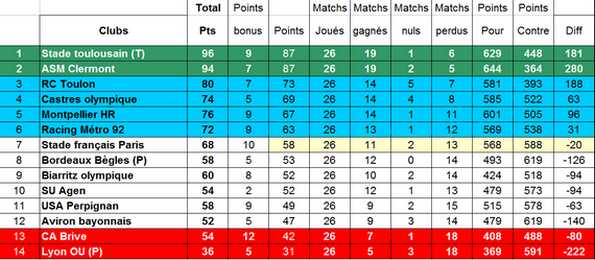 Total Points Matchs Matchs Matchs Matchs Points Points
Clubs Pts bonus Points Joués gagnés nuls perdus Pour Contre Diff
1 Stade toulousain (T) 96 9 87 26 19 1 6 629 448 181
2 ASM Clermont 94 7 87 26 19 2 5 644 364 280
3 RC Toulon 80 7 73 26 14 5 7 581 393 188
4 Castres olympique 74 5 69 26 14 4 8 585 522 63
5 Montpellier HR 76 9 67 26 14 1 11 601 505 96
6 Racing Métro 92 72 9 63 26 13 1 12 569 538 31
7 Stade français Paris 68 10 58 26 11 2 13 568 588 -20
8 Bordeaux Bègles (P) 58 5 53 26 12 0 14 493 619 -126
9 Biarritz olympique 60 8 52 26 10 2 14 424 518 -94
10 SU Agen 54 2 52 26 12 1 13 479 573 -94
11 USA Perpignan 58 9 49 26 9 2 15 515 578 -63
12 Aviron bayonnais 52 5 47 26 9 3 14 479 619 -140
13 CA Brive 54 12 42 26 7 1 18 408 488 -80
14 Lyon OU (P) 36 5 31 26 5 3 18 369 591 -222